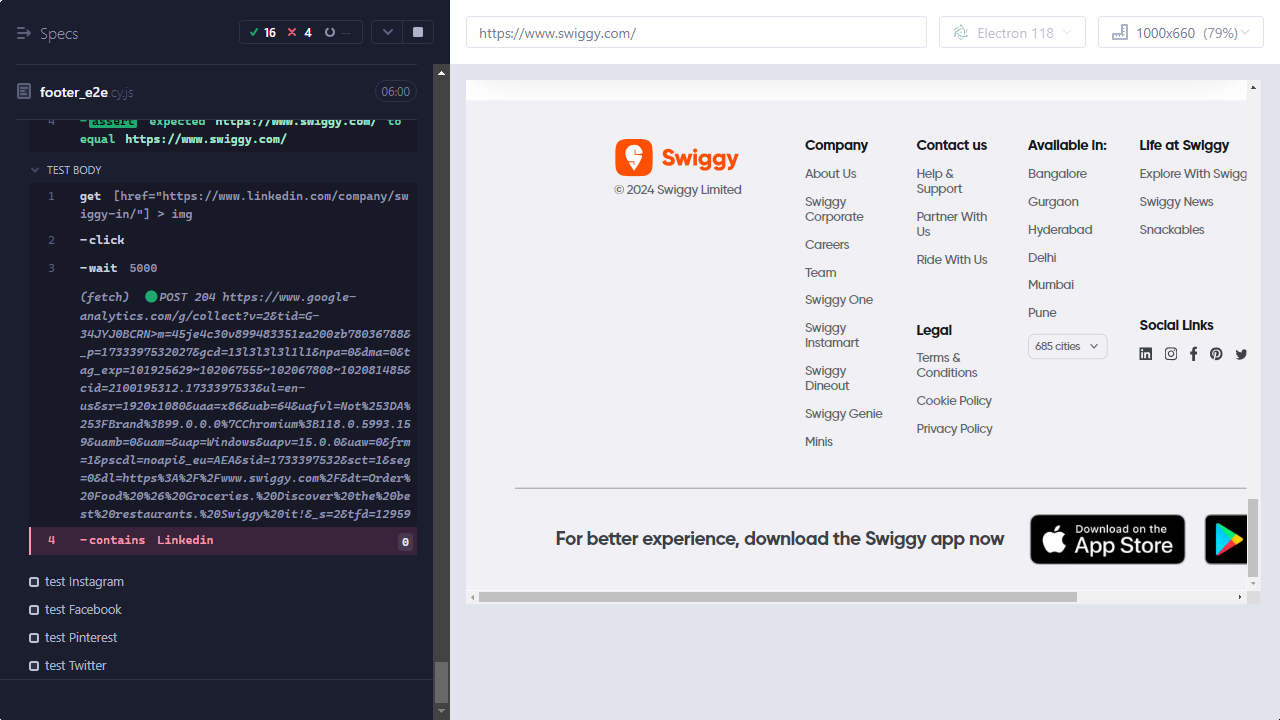 Specs
16
4
--
footer_e2e.cy.js
06:00
4 -assert expected https://www.swiggy.com/ to
equal https://www.swiggy.com/
TEST BODY
1 get [href="https://www.linkedin.com/company/sw
iggy-in/"] > img
2 -click
3 -wait 5000
(fetch) POST 204 https://www.google-
analytics.com/g/collect?v=2&tid=G-
34JYJ0BCRN>m=45je4c30v899483351za200zb78036788&
_p=1733397532027&gcd=13l3l3l3l1l1&npa=0&dma=0&t
ag_exp=101925629~102067555~102067808~102081485&
cid=2100195312.1733397533&ul=en-
us&sr=1920x1080&uaa=x86&uab=64&uafvl=Not%253DA%
253FBrand%3B99.0.0.0%7CChromium%3B118.0.5993.15
9&uamb=0&uam=&uap=Windows&uapv=15.0.0&uaw=0&frm
=1&pscdl=noapi&_eu=AEA&sid=1733397532&sct=1&seg
=0&dl=https%3A%2F%2Fwww.swiggy.com%2F&dt=Order%
20Food%20%26%20Groceries.%20Discover%20the%20be
st%20restaurants.%20Swiggy%20it!&_s=2&tfd=12959
4 -contains Linkedin 0
test Instagram
test Facebook
test Pinterest
test Twitter
https://www.swiggy.com/
Electron 118
1000x660 (79%)
Swiggy
© 2024 Swiggy Limited
Company
About Us
Swiggy
Corporate
Careers
Team
Swiggy One
Swiggy
Instamart
Swiggy
Dineout
Swiggy Genie
Minis
Contact us
Help &
Support
Partner With
Us
Ride With Us
Legal
Terms &
Conditions
Cookie Policy
Privacy Policy
Available in:
Bangalore
Gurgaon
Hyderabad
Delhi
Mumbai
Pune
685 cities
Life at Swiggy
Explore With Swigg
Swiggy News
Snackables
Social Links
For better experience, download the Swiggy app now
Download on the
App Store